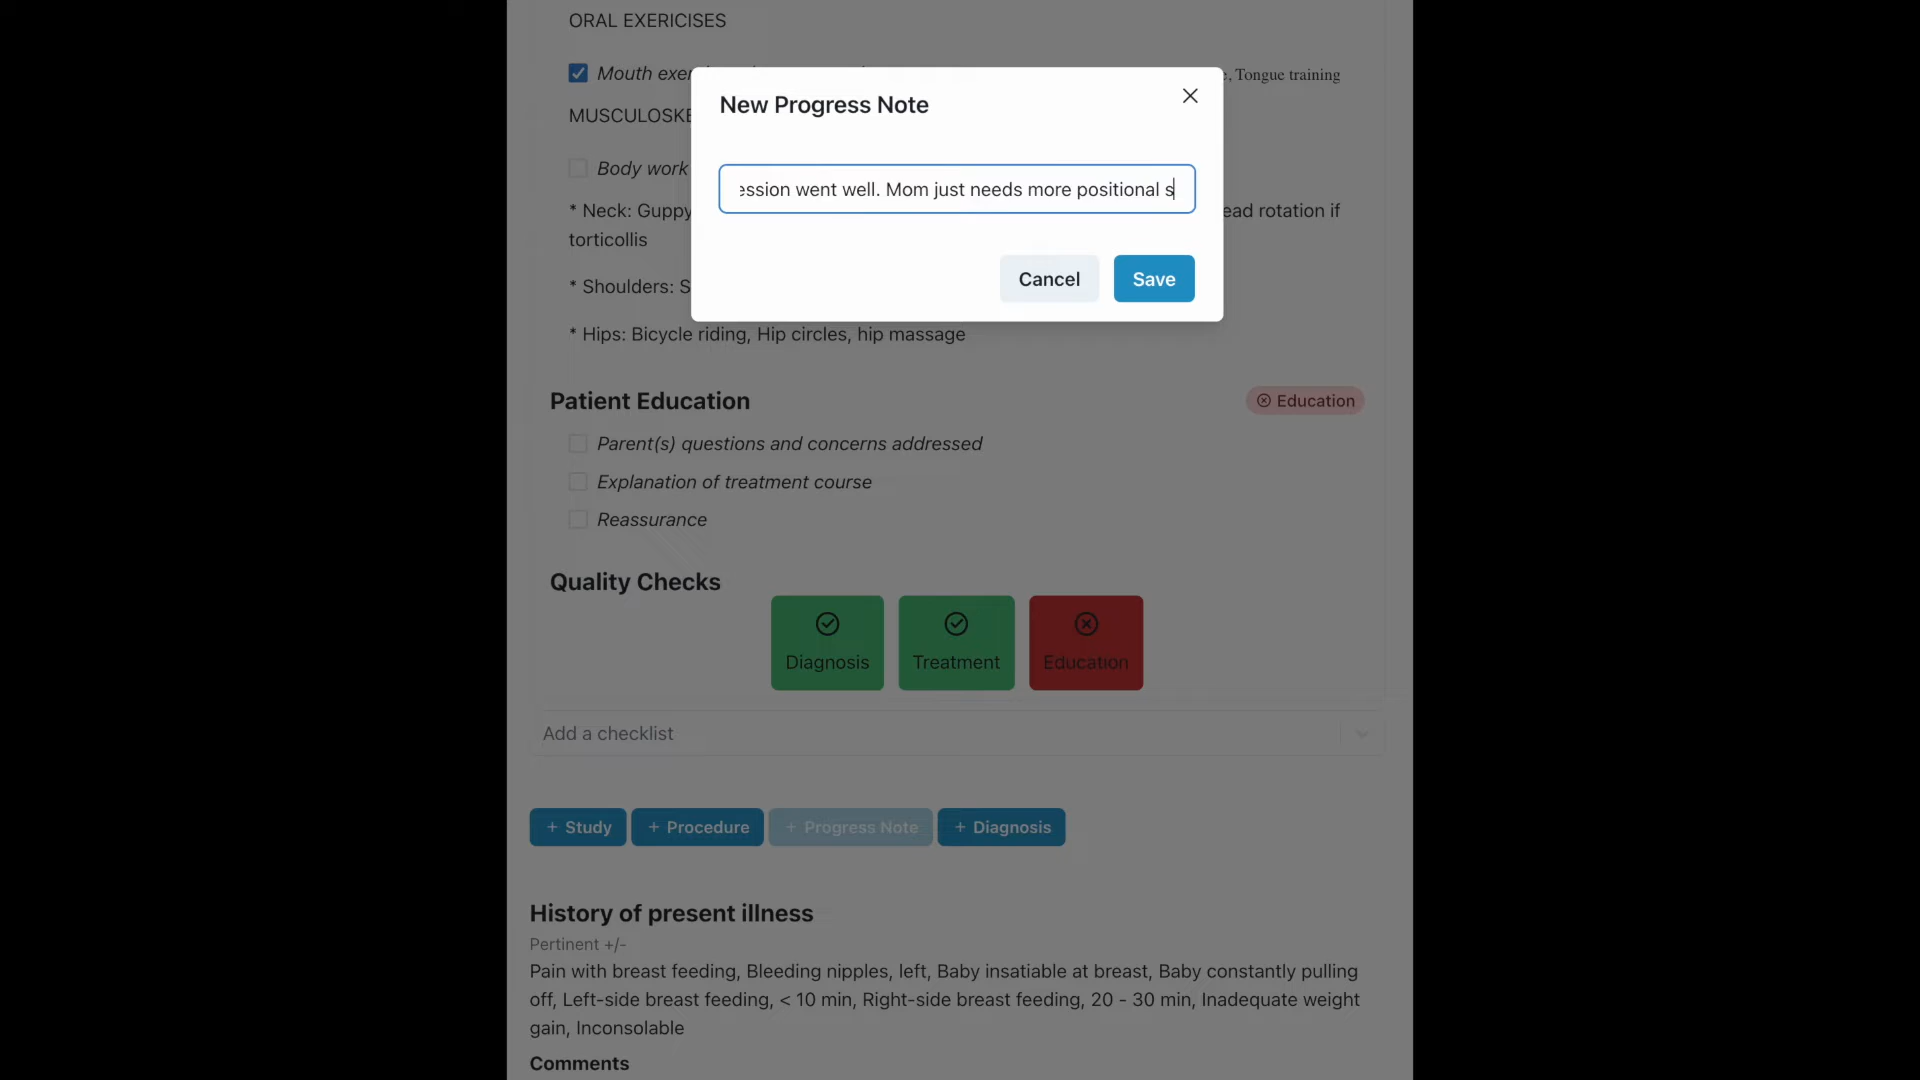 ORAL EXERICISES
Mouth
Tongue training
New Progress Note
MUSCULOSKE
Body work
ession went well. Mom just needs more positional s
* Neck: Guppy
ead rotation if
torticollis
* Shoulders: S
Cancel
Save
* Hips: Bicycle riding, Hip circles, hip massage
Patient Education
Education
Parent(s) questions and concerns addressed
Explanation of treatment course
Reassurance
Quality Checks
Diagnosis
Treatment
Education
Add a checklist
+ Study
+ Procedure
+ Progress Note
+ Diagnosis
History of present illness
Pertinent +/-
Pain with breast feeding, Bleeding nipples, left, Baby insatiable at breast, Baby constantly pulling
off, Left-side breast feeding, < 10 min, Right-side breast feeding, 20 - 30 min, Inadequate weight
gain, Inconsolable
Comments